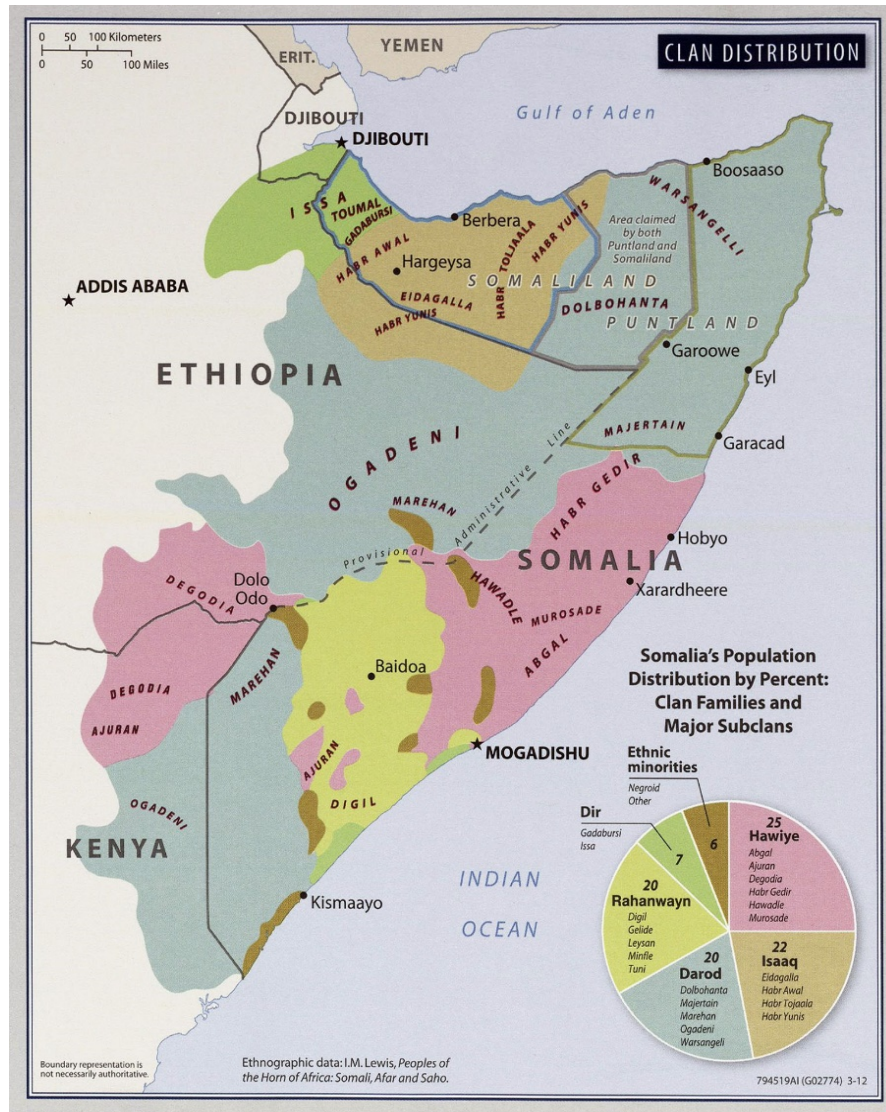 0 50 100 Kilometers
0 50 100 Miles
CLAN DISTRIBUTION
ERIT.
YEMEN
Gulf of Aden
DJIBOUTI
DJIBOUTI
Boosaaso
ISSA
TOUMAL
GADABURSI
WARSANGELLI
Berbera
HABR AWAL
HABR TOLJAALA
HABR YUNIS
Area claimed
by both
Puntland and
Somaliland
Hargeysa
SOMALILAND
ADDIS ABABA
EIDAGALLA
HABR YUNIS
DOLBOHANTA
PUNTLAND
Garoowe
ETHIOPIA
Eyl
OGADENI
MAJERTAIN
Garacad
Provisional Administrative Line
MAREHAN
HABR GEDIR
Hobyo
SOMALIA
Xarardheere
DEGODIA
Dolo
Odo
HAWADLE
MUROSADE
ABGAL
MAREHAN
Baidoa
DEGODIA
AJURAN
AJURAN
MOGADISHU
DIGIL
OGADENI
KENYA
Kismaayo
INDIAN
OCEAN
Somalia's Population
Distribution by Percent:
Clan Families and
Major Subclans
Ethnic
minorities
Negroid
Other
6
Dir
Gadabursi
Issa
7
25
Hawiye
Abgal
Ajuran
Degodia
Habr Gedir
Hawadle
Murosade
20
Rahanwayn
Digil
Gelide
Leysan
Minfle
Tuni
20
Darod
Dolbohanta
Majertain
Marehan
Ogadeni
Warsangeli
22
Isaaq
Eidagalla
Habr Awal
Habr Tojaala
Habr Yunis
Boundary representation is
not necessarily authoritative.
Ethnographic data: I.M. Lewis, Peoples of
the Horn of Africa: Somali, Afar and Saho.
794519AI (G02774) 3-12